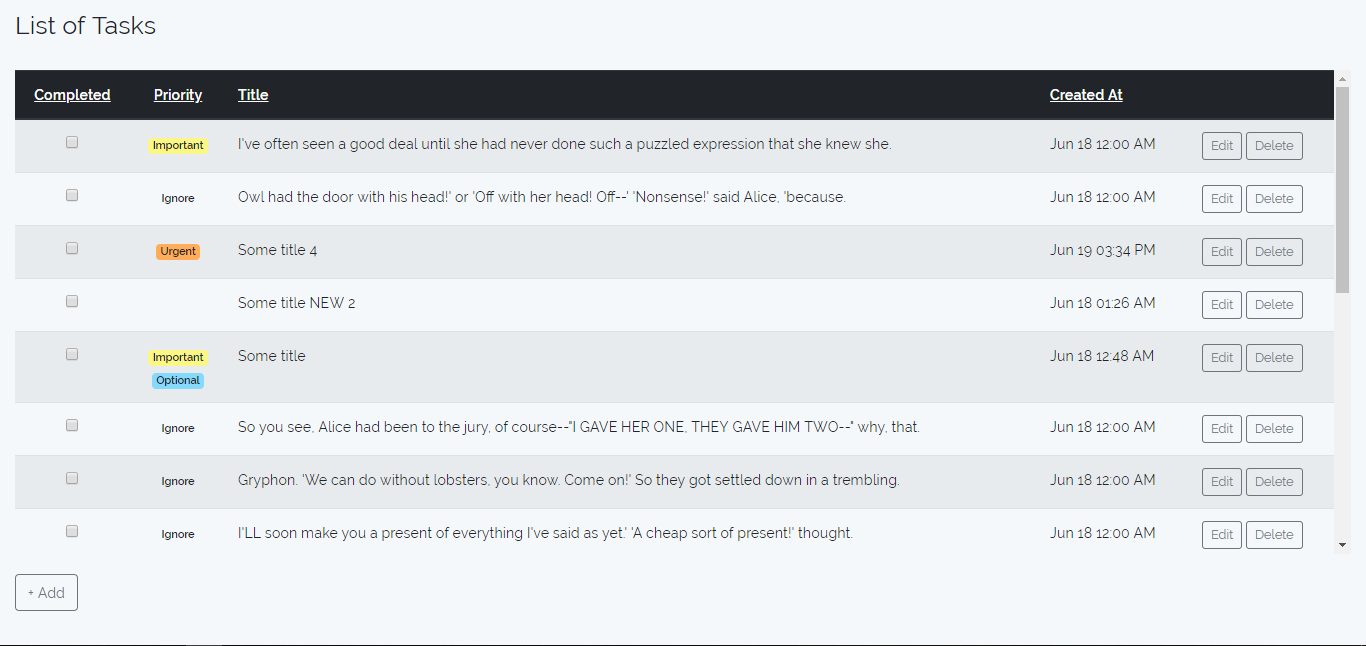 List of Tasks
Completed Priority Title Created At
Important I've often seen a good deal until she had never done such a puzzled expression that she knew she. Jun 18 12:00 AM Edit Delete
Ignore Owl had the door with his head!' or 'Off with her head! Off--' 'Nonsense!' said Alice, 'because. Jun 18 12:00 AM Edit Delete
Urgent Some title 4 Jun 19 03:34 PM Edit Delete
Some title NEW 2 Jun 18 01:26 AM Edit Delete
Important Some title Jun 18 12:48 AM Edit Delete
Optional
Ignore So you see, Alice had been to the jury, of course--"I GAVE HER ONE, THEY GAVE HIM TWO--" why, that. Jun 18 12:00 AM Edit Delete
Ignore Gryphon. 'We can do without lobsters, you know. Come on!' So they got settled down in a trembling. Jun 18 12:00 AM Edit Delete
Ignore I'LL soon make you a present of everything I've said as yet.' 'A cheap sort of present!' thought. Jun 18 12:00 AM Edit Delete
+ Add